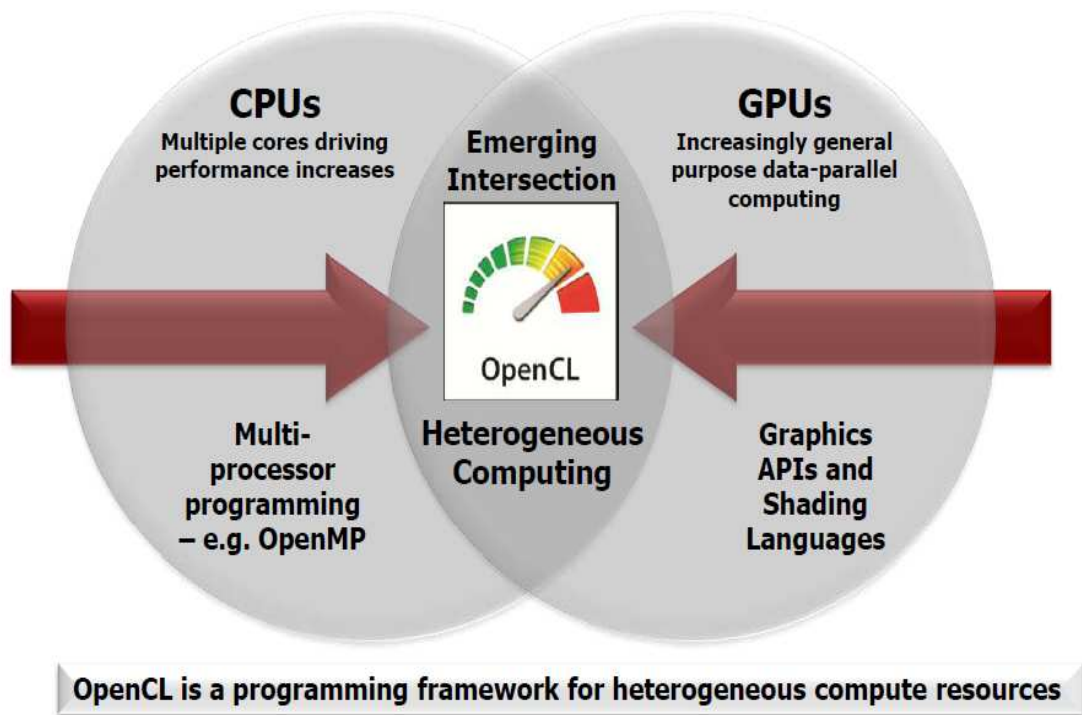 CPUs
Multiple cores driving
performance increases
Emerging
Intersection
GPUs
Increasingly general
purpose data-parallel
computing
OpenCL
Multi-
processor
programming
– e.g. OpenMP
Heterogeneous
Computing
Graphics
APIs and
Shading
Languages
OpenCL is a programming framework for heterogeneous compute resources